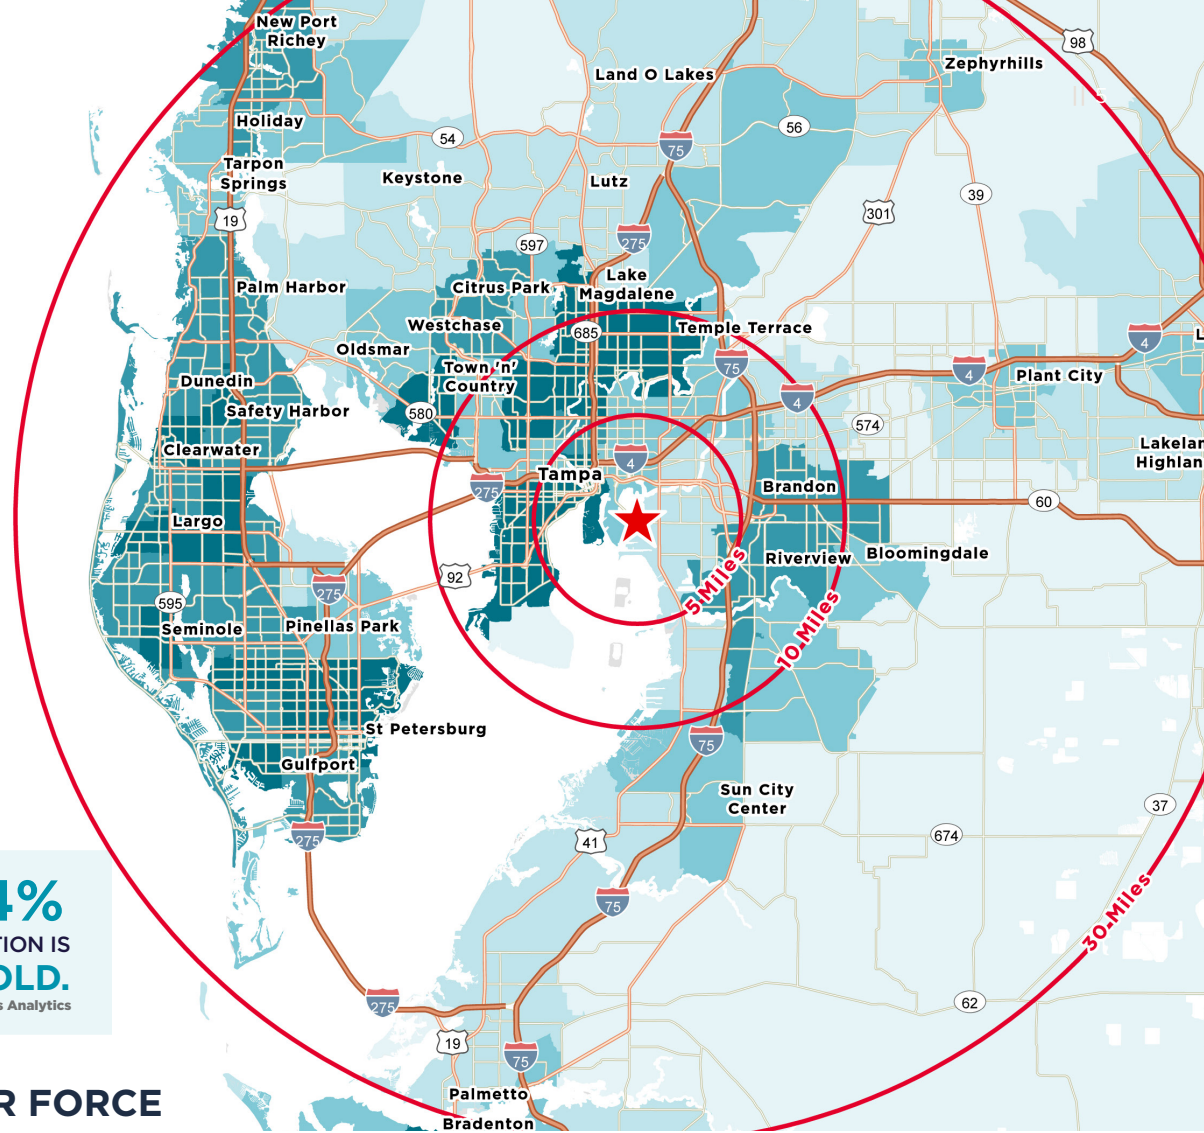 New Port
Richey
98
Zephyrhills
Land O Lakes
Holiday
54
75
56
Tarpon
Springs
Keystone
Lutz
39
19
301
597
275
Lake
Magdalene
Palm Harbor
Citrus Park
Westchase
685
Temple Terrace
4
L
Oldsmar
75
Town 'n'
Country
4
Plant City
Dunedin
4
Safety Harbor
580
574
Clearwater
4
Lakelan
Highlan
Tampa
275
Brandon
60
Largo
Riverview
Bloomingdale
92
5 Miles
275
595
Seminole
Pinellas Park
10 Miles
St Petersburg
75
Gulfport
Sun City
Center
37
275
41
674
4%
75
30 Miles
TION IS
OLD.
s Analytics
275
62
19
75
Palmetto
R FORCE
Bradenton